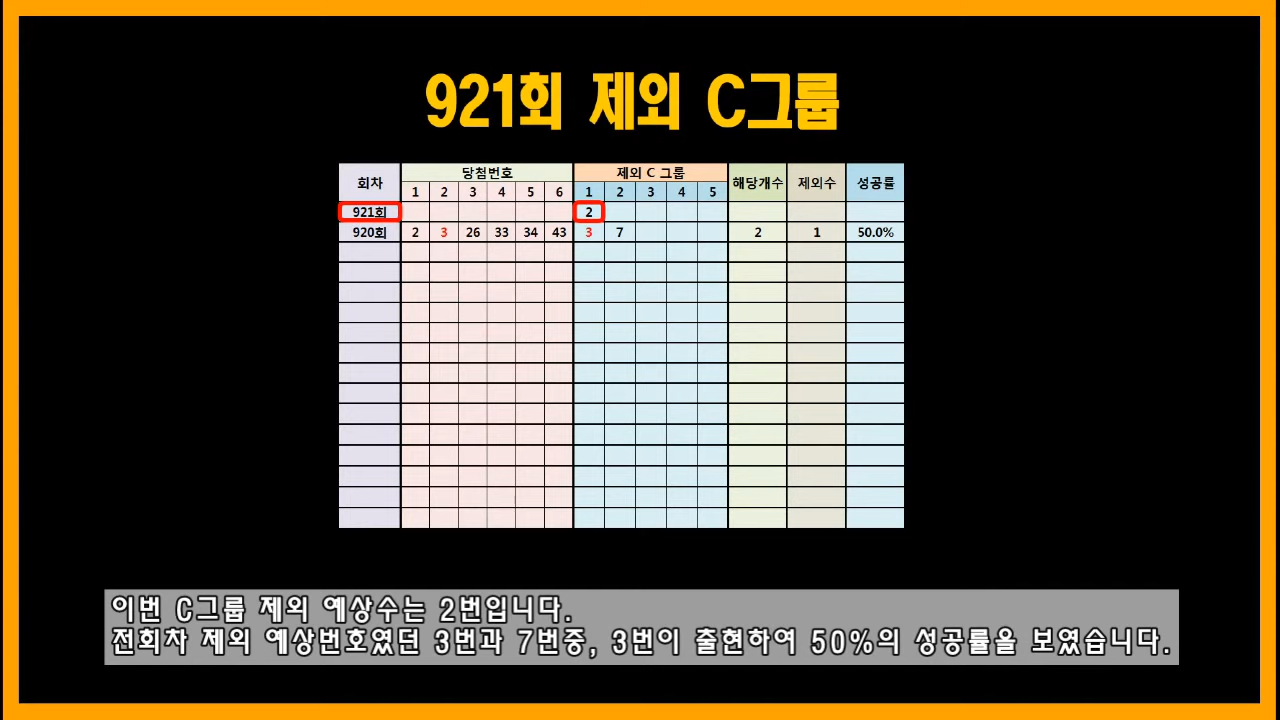 921회 제외 C그룹
회차 당첨번호 제외 C 그룹 해당개수 제외수 성공률
1 2 3 4 5 6 1 2 3 4 5
921회 2
920회 2 3 26 33 34 43 3 7 2 1 50.0%
이번 C그룹 제외 예상수는 2번입니다.
전회차 제외 예상번호였던 3번과 7번중, 3번이 출현하여 50%의 성공률을 보였습니다.